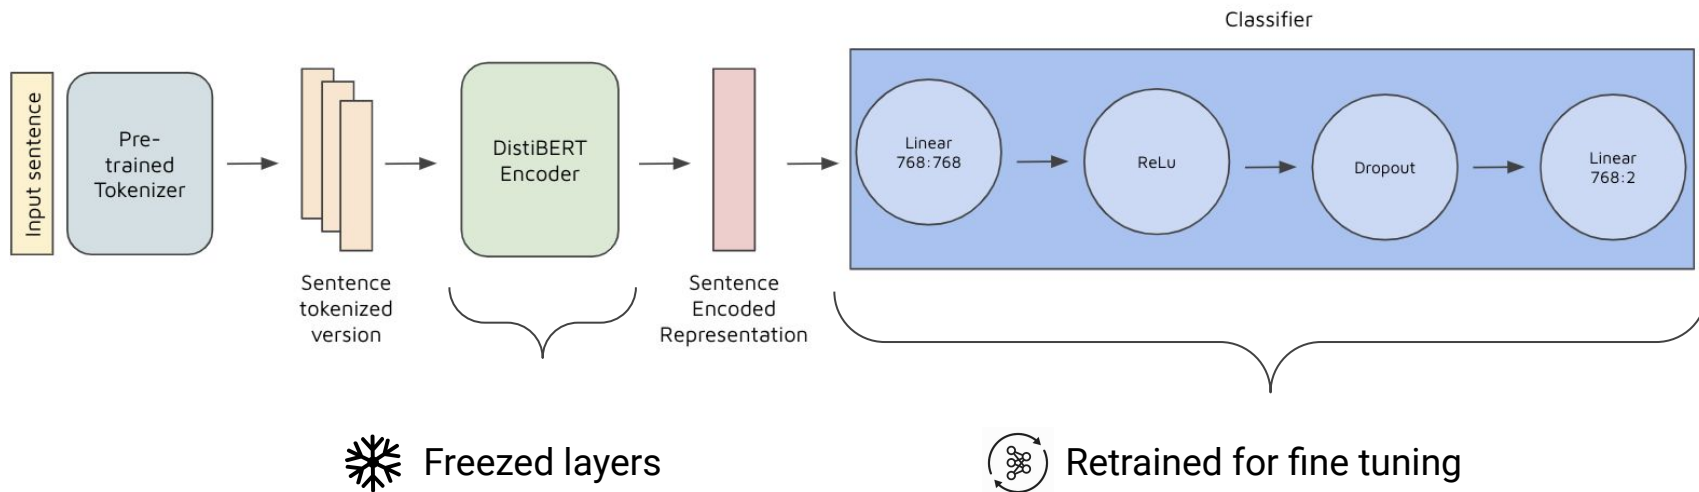 Classifier
Input sentence
Pre-
trained
Tokenizer
Sentence
tokenized
version
DistiBERT
Encoder
Sentence
Encoded
Representation
Linear
768:768
ReLu
Dropout
Linear
768:2
Freezed layers
Retrained for fine tuning